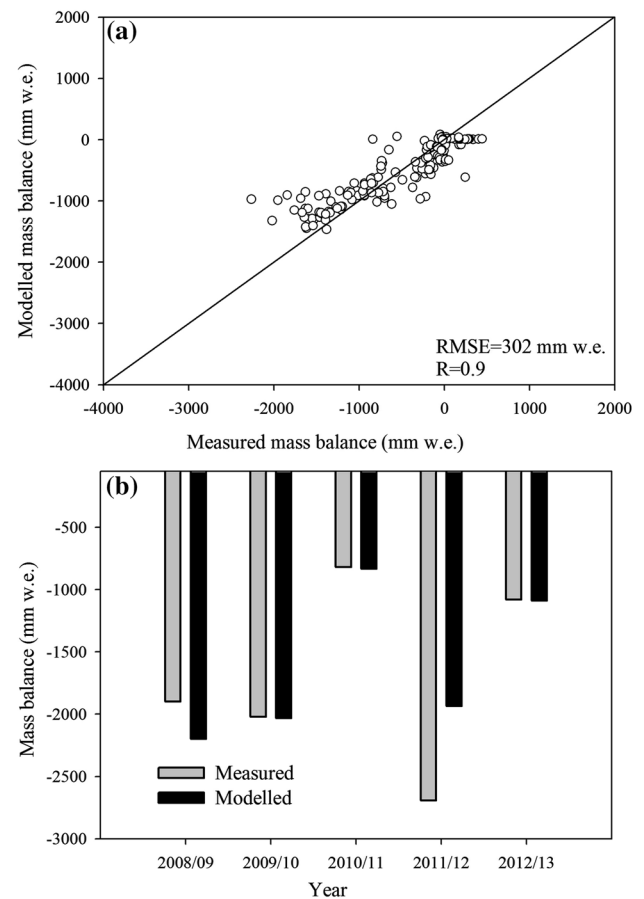 (a)
Modelled mass balance (mm w.e.)
2000
1000
0
-1000
-2000
-3000
-4000
RMSE=302 mm w.e.
R=0.9
-4000 -3000 -2000 -1000 0 1000 2000
Measured mass balance (mm w.e.)
(b)
Mass balance (mm w.e.)
-500
-1000
-1500
-2000
-2500
-3000
Measured
Modelled
2008/09 2009/10 2010/11 2011/12 2012/13
Year